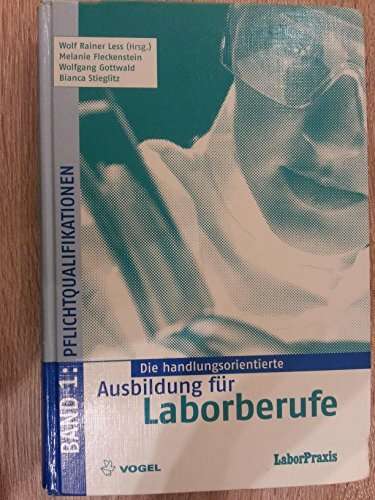 Wolf Rainer Less (Hrsg.)
Melanie Fleckenstein
Wolfgang Gottwald
Bianca Stieglitz
BAND 1: PFLICHTQUALIFIKATIONEN
Die handlungsorientierte
Ausbildung für
Laborberufe
VOGEL
LaborPraxis